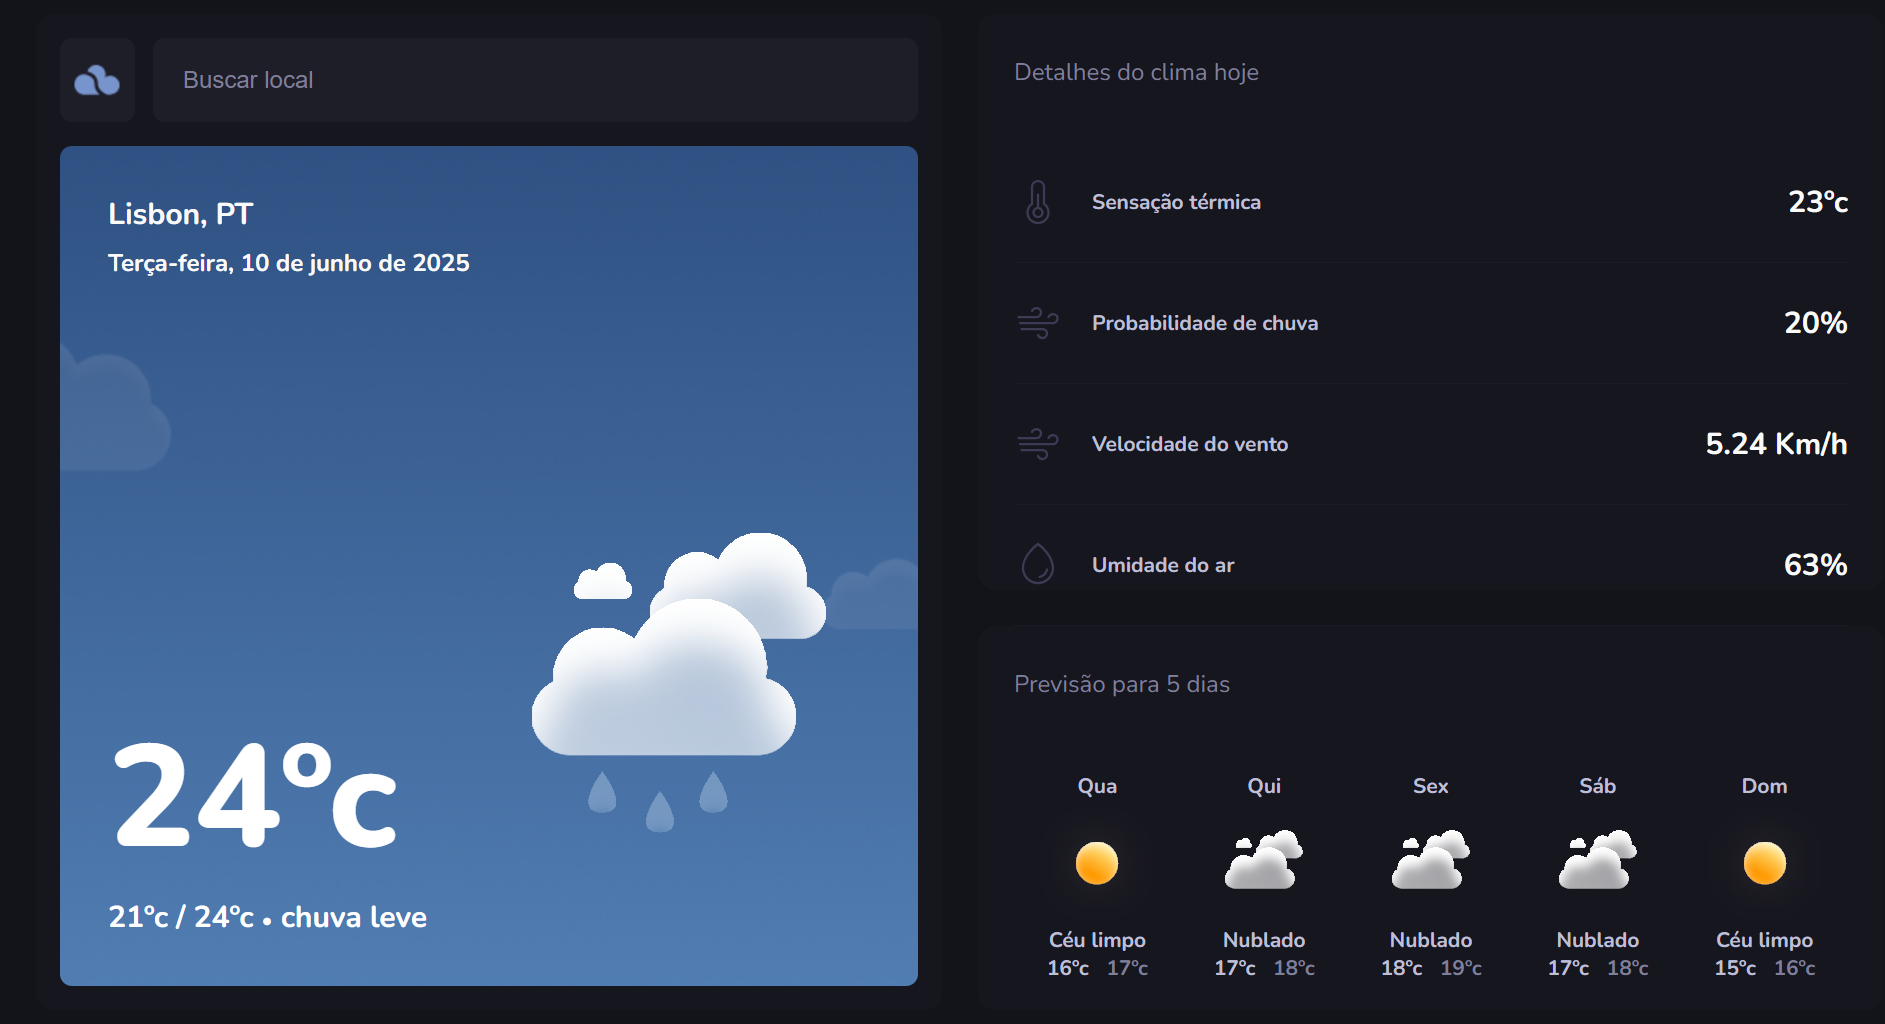 Buscar local
Lisbon, PT
Terça-feira, 10 de junho de 2025
24ºc
21ºc / 24ºc • chuva leve
Detalhes do clima hoje
Sensação térmica 23ºc
Probabilidade de chuva 20%
Velocidade do vento 5.24 Km/h
Umidade do ar 63%
Previsão para 5 dias
Qua Qui Sex Sáb Dom
Céu limpo Nublado Nublado Nublado Céu limpo
16ºc 17ºc 17ºc 18ºc 18ºc 19ºc 17ºc 18ºc 15ºc 16ºc